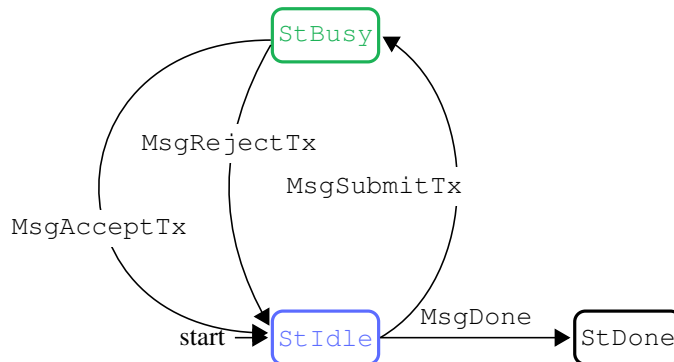 StBusy
MsgRejectTx
MsgSubmitTx
MsgAcceptTx
MsgDone
start
StIdle
StDone